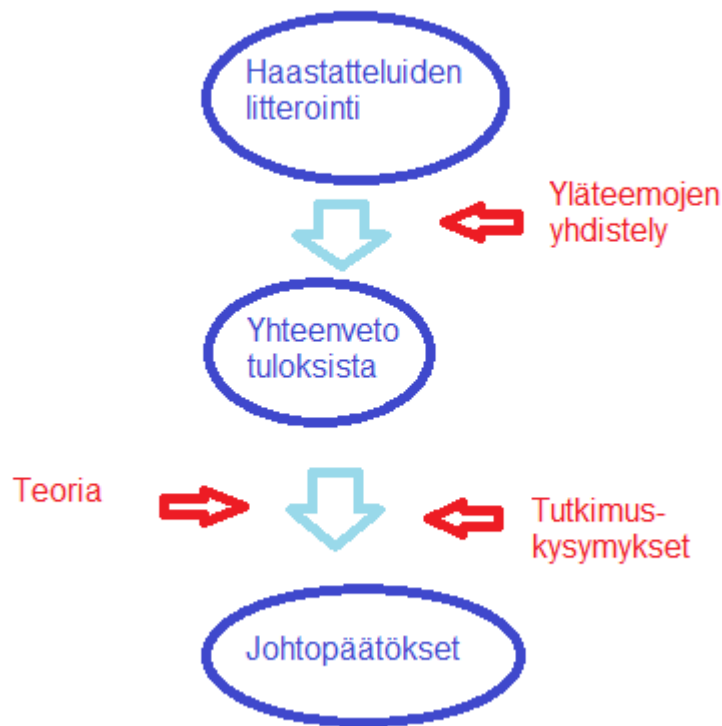 Haastatteluiden
litterointi
Yläteemojen
yhdistely
Yhteenveto
tuloksista
Teoria
Tutkimus-
kysymykset
Johtopäätökset